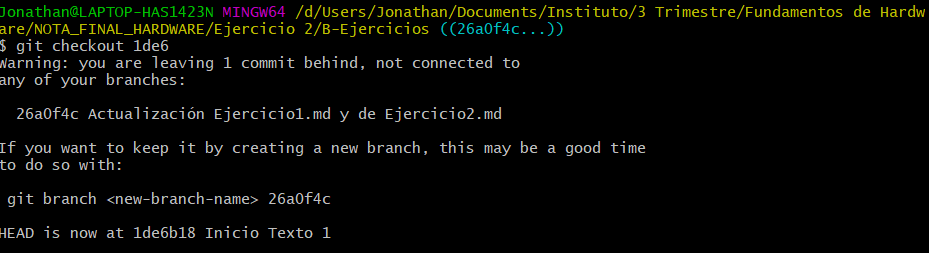 Jonathan@LAPTOP-HAS1423N MINGW64 /d/Users/Jonathan/Documents/Instituto/3 Trimestre/Fundamentos de Hardw
are/NOTA_FINAL_HARDWARE/Ejercicio 2/B-Ejercicios ((26a0f4c...))
$ git checkout 1de6
Warning: you are leaving 1 commit behind, not connected to
any of your branches:
26a0f4c Actualización Ejercicio1.md y de Ejercicio2.md
If you want to keep it by creating a new branch, this may be a good time
to do so with:
git branch <new-branch-name> 26a0f4c
HEAD is now at 1de6b18 Inicio Texto 1